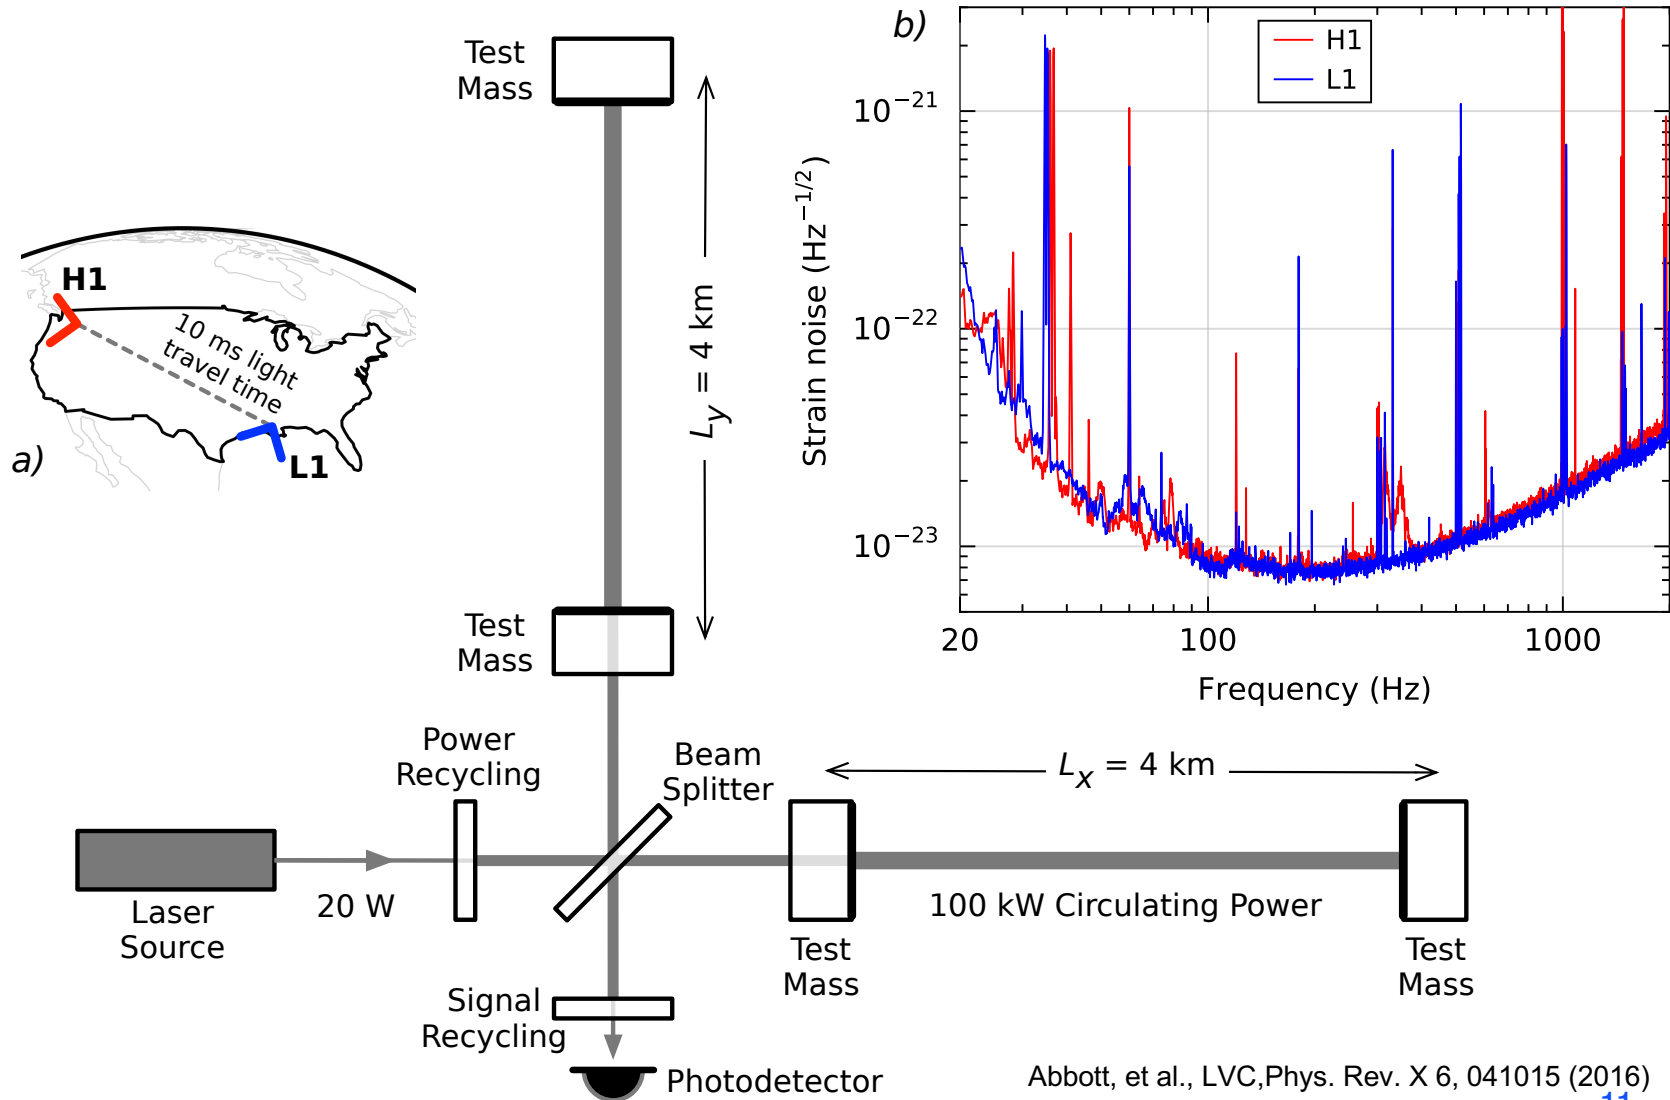 Test
Mass
Test
Mass
L_y = 4 km
H1
10 ms light
travel time
L1
a)
b)
H1
L1
10^{-21}
10^{-22}
10^{-23}
Strain noise (Hz^{-1/2})
20
100
1000
Frequency (Hz)
Power
Recycling
Beam
Splitter
L_x = 4 km
Laser
Source
20 W
100 kW Circulating Power
Test
Mass
Test
Mass
Signal
Recycling
Photodetector
Abbott, et al., LVC,Phys. Rev. X 6, 041015 (2016)